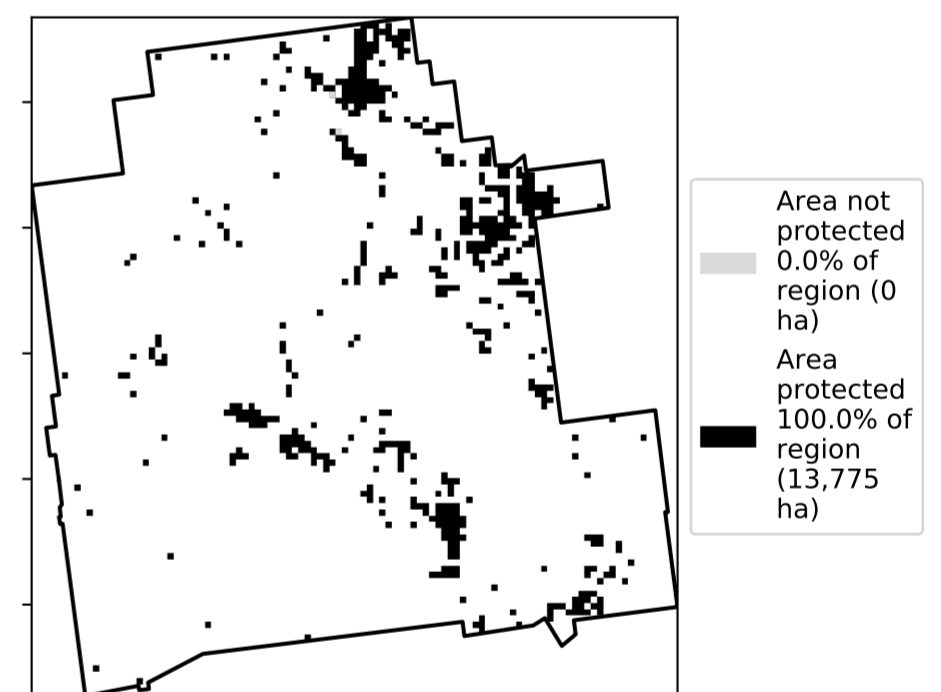 Area not
protected
0.0% of
region (0
ha)
Area
protected
100.0% of
region
(13,775
ha)